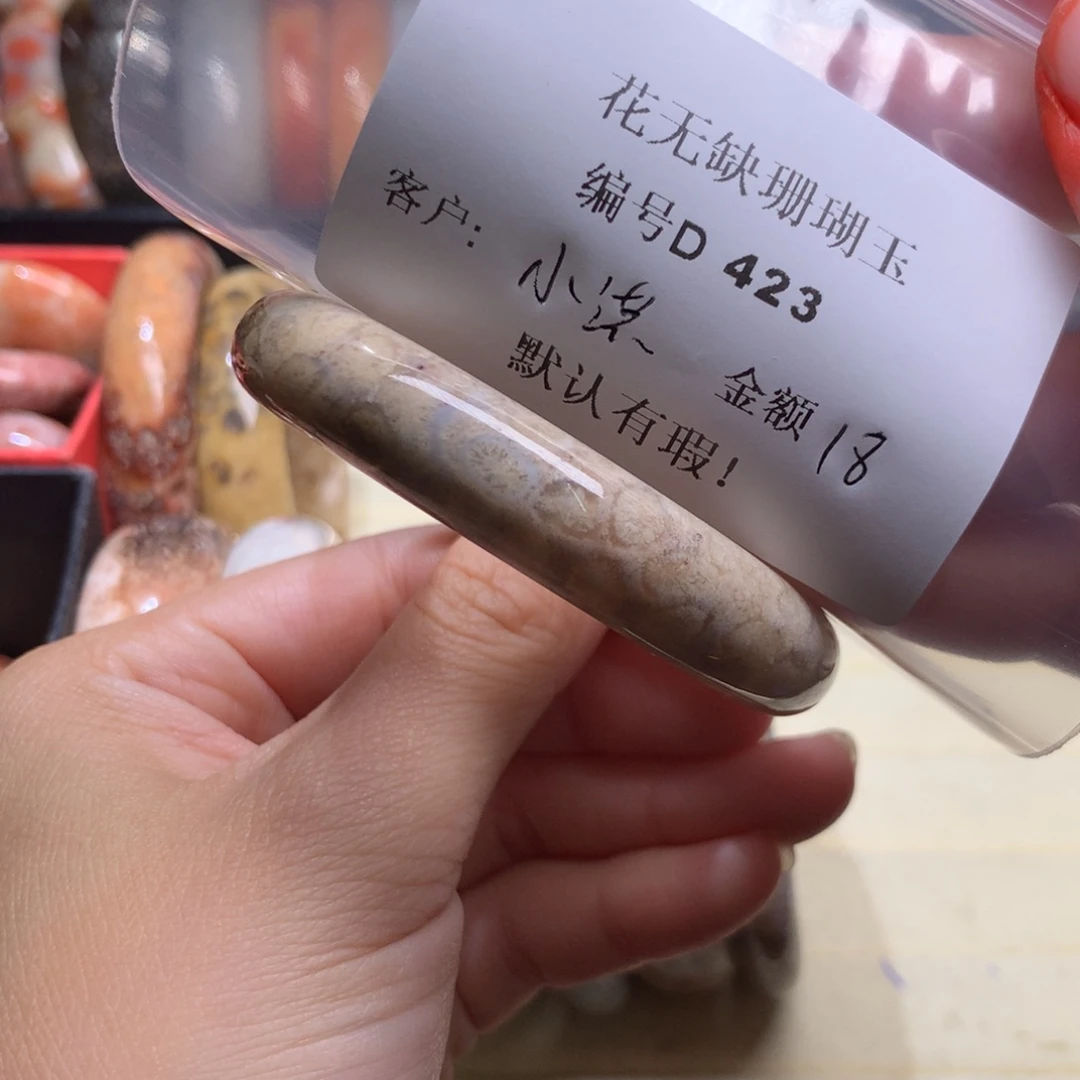 花无缺珊瑚玉
编号D 423
客户： 小
金额 18
默认有瑕！